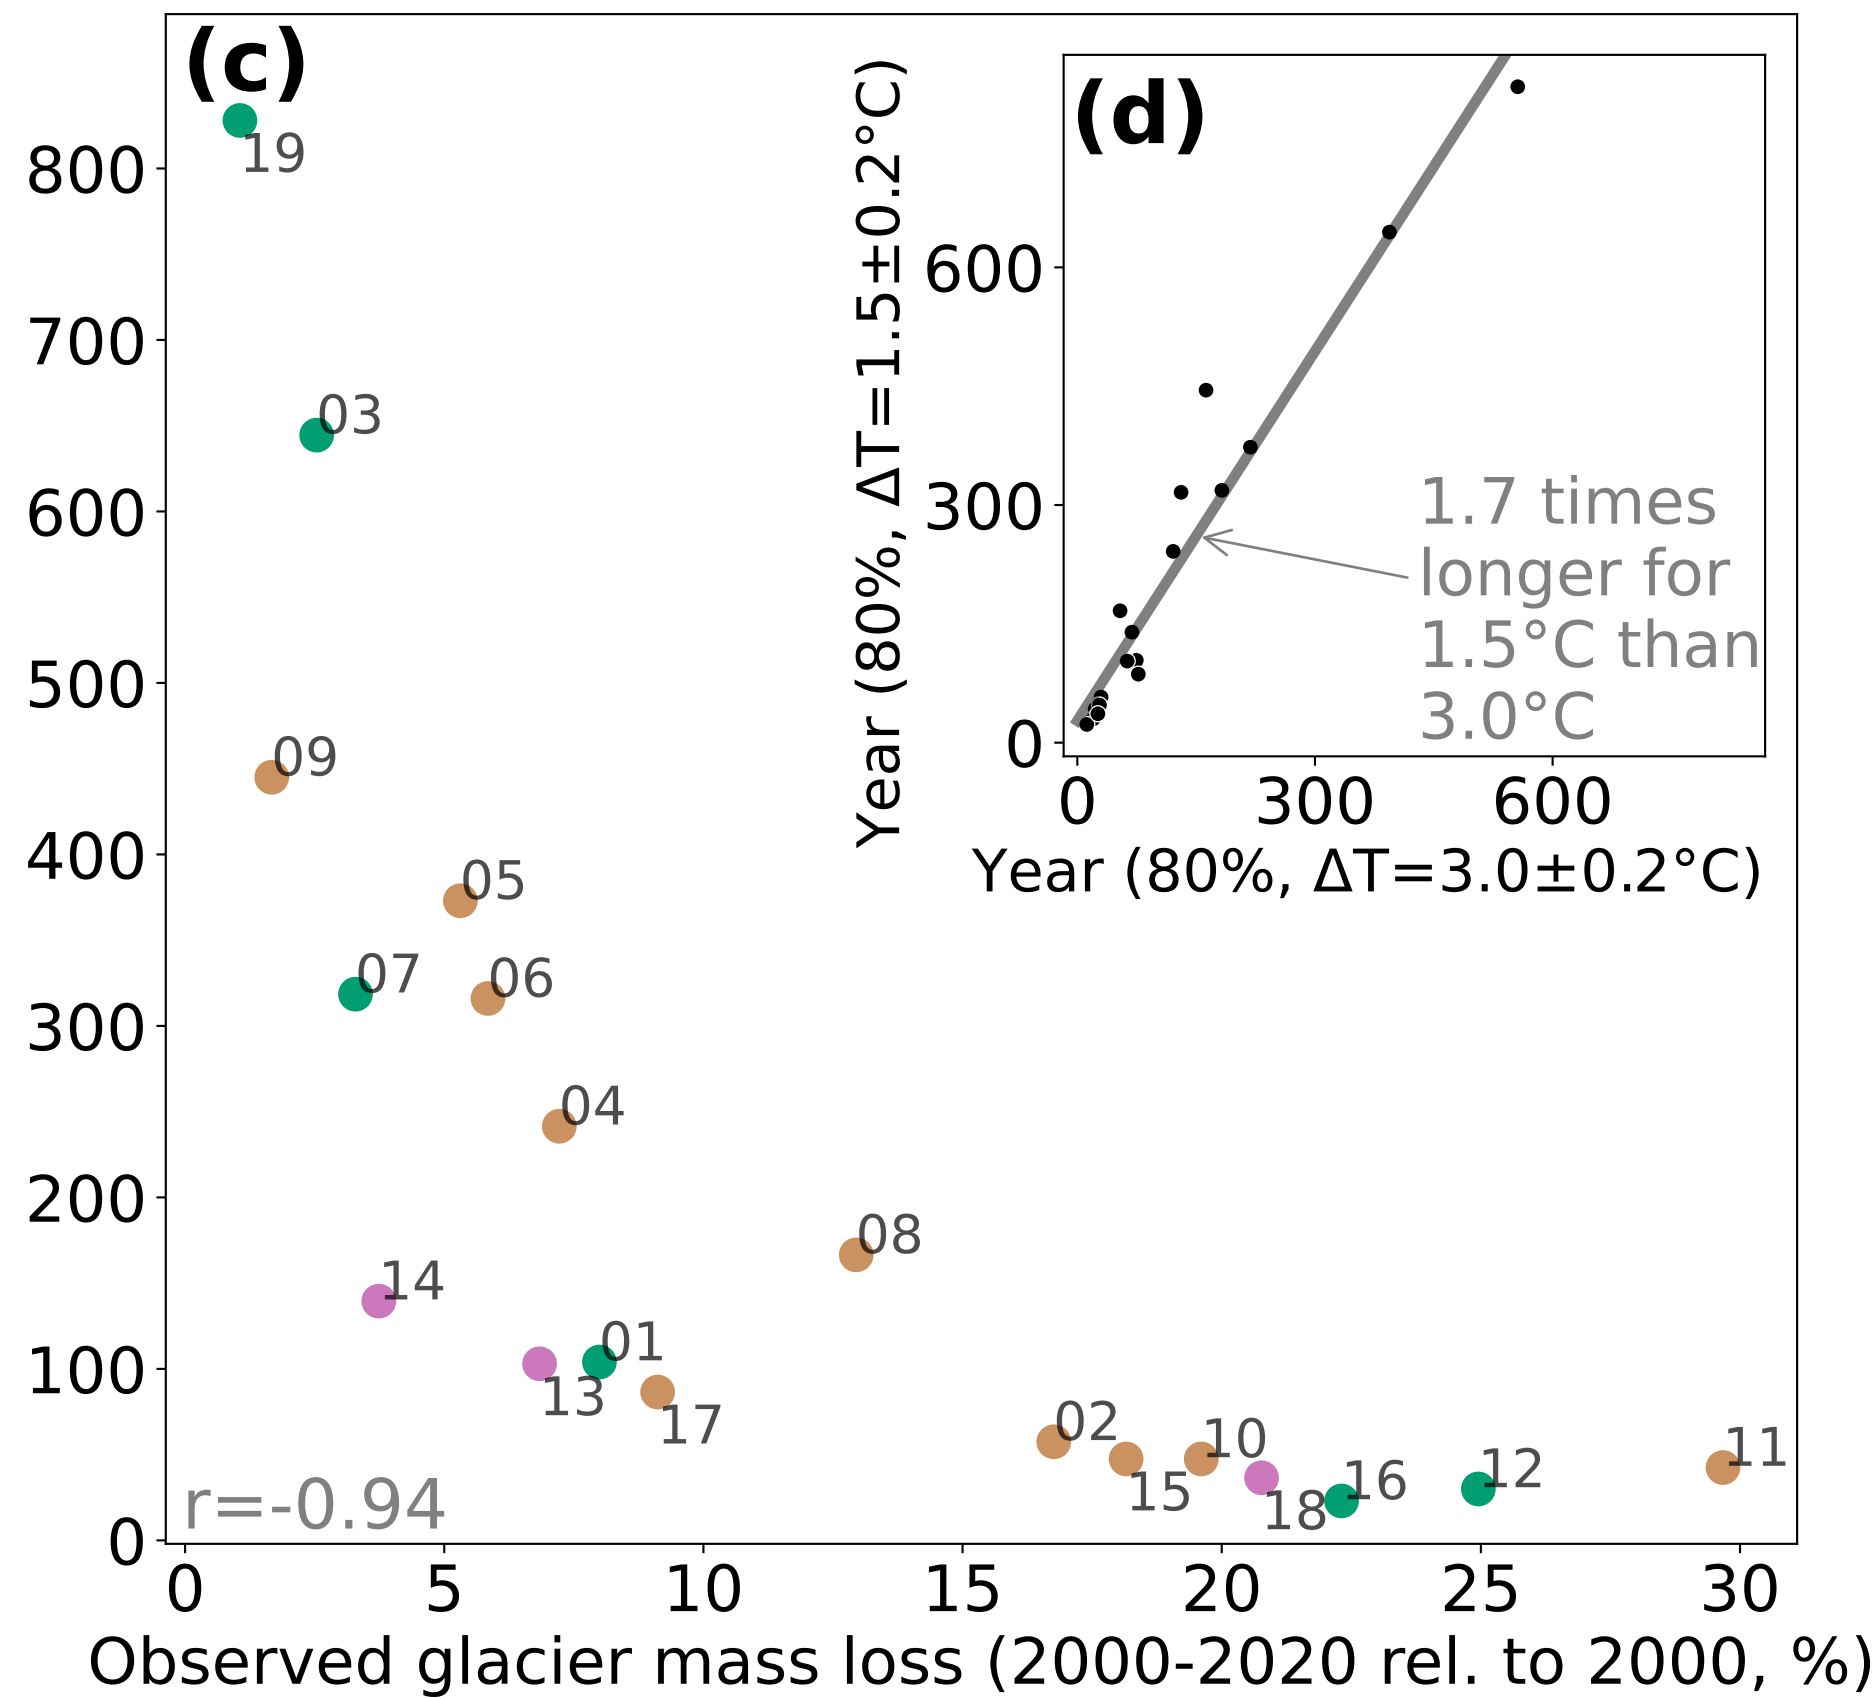 (c)
19
03
09
05
07
06
04
08
14
01
13
17
02
10
15
18
16
12
11
r=-0.94
800
700
600
500
400
300
200
100
0
0 5 10 15 20 25 30
Observed glacier mass loss (2000-2020 rel. to 2000, %)
(d)
Year (80%, ΔT=1.5±0.2°C)
600
300
0
1.7 times
longer for
1.5°C than
3.0°C
0 300 600
Year (80%, ΔT=3.0±0.2°C)